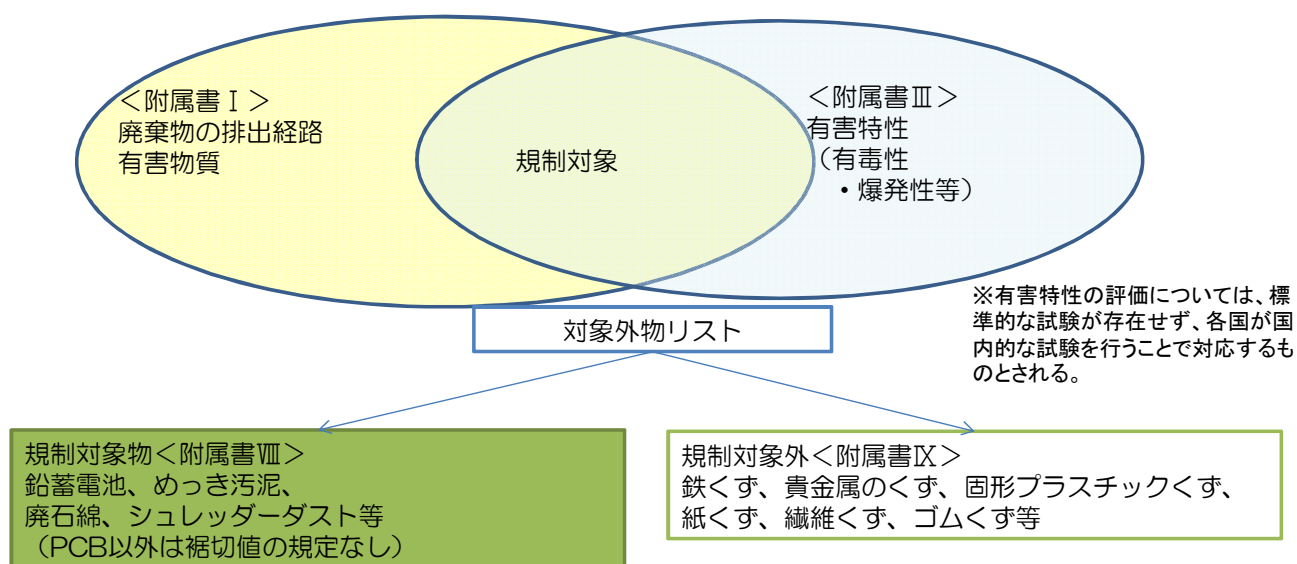 ＜附属書Ⅰ＞
廃棄物の排出経路
有害物質
規制対象
＜附属書Ⅲ＞
有害特性
（有毒性
・爆発性等）
※有害特性の評価については、標
準的な試験が存在せず、各国が国
内的な試験を行うことで対応するも
のとされる。
対象外物リスト
規制対象物＜附属書Ⅷ＞
鉛蓄電池、めっき汚泥、
廃石綿、シュレッダーダスト等
（PCB以外は裾切値の規定なし）
規制対象外＜附属書Ⅸ＞
鉄くず、貴金属のくず、固形プラスチックくず、
紙くず、繊維くず、ゴムくず等